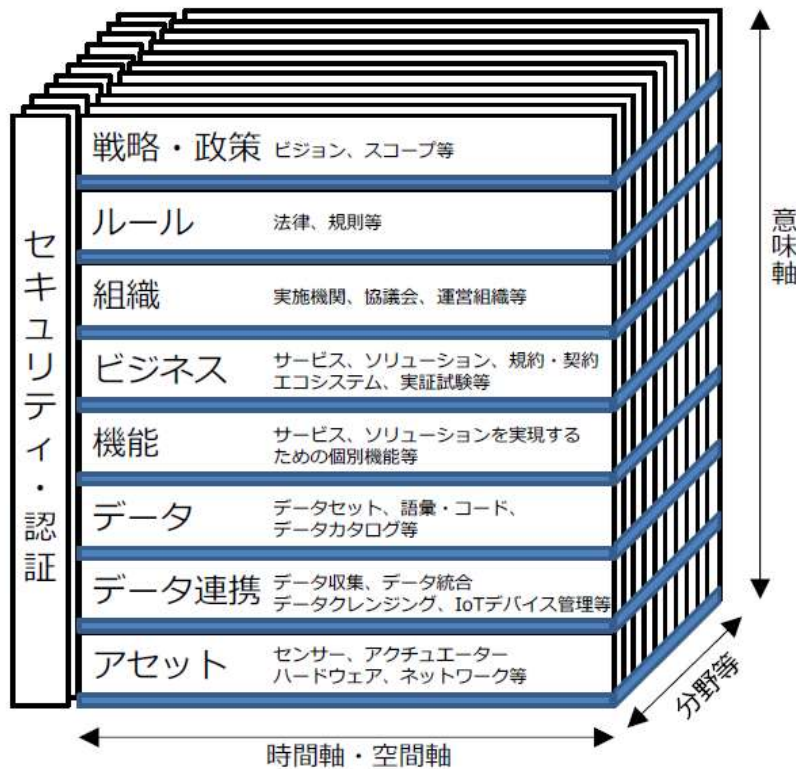 セキュリティ・認証
戦略・政策 ビジョン、スコープ等
ルール 法律、規則等
組織 実施機関、協議会、運営組織等
ビジネス サービス、ソリューション、規約・契約
エコシステム、実証試験等
機能 サービス、ソリューションを実現する
ための個別機能等
データ データセット、語彙・コード、
データカタログ等
データ連携 データ収集、データ統合
データクレンジング、IoTデバイス管理等
アセット センサー、アクチュエーター
ハードウェア、ネットワーク等
意味軸
分野等
時間軸・空間軸